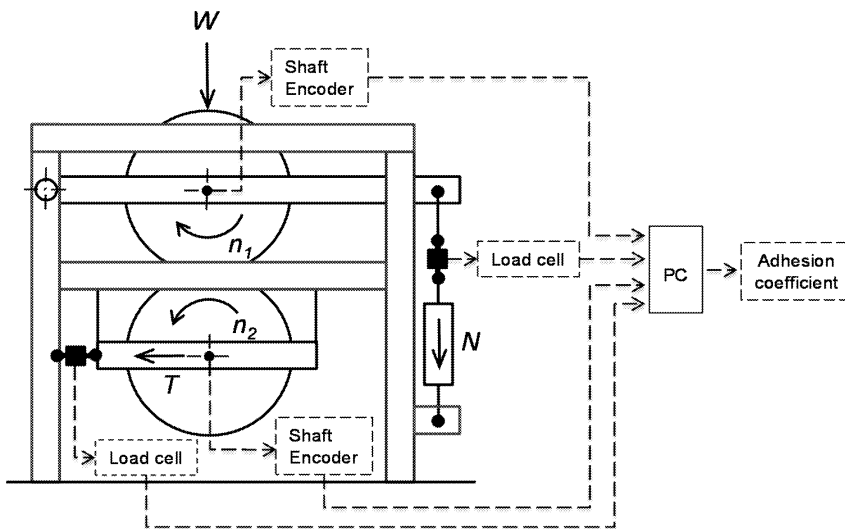 W
Shaft
Encoder
n1
Load cell
PC
Adhesion
coefficient
n2
N
T
Load cell
Shaft
Encoder